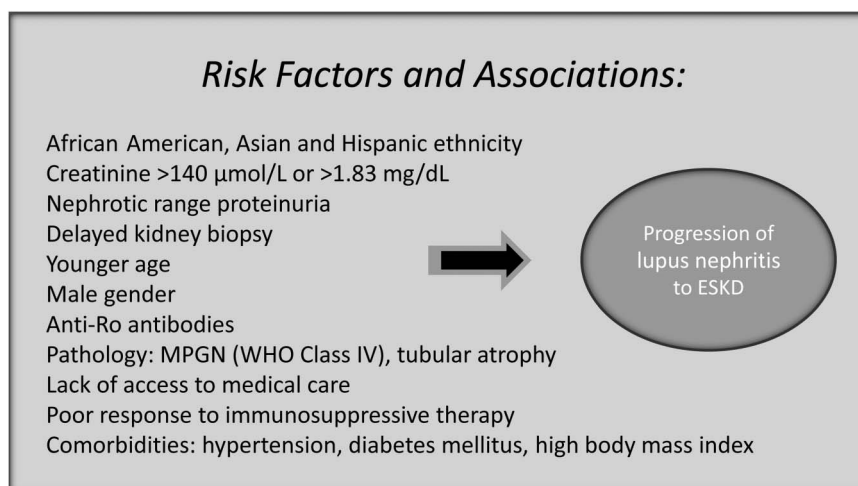 Risk Factors and Associations:
African American, Asian and Hispanic ethnicity
Creatinine >140 µmol/L or >1.83 mg/dL
Nephrotic range proteinuria
Delayed kidney biopsy
Younger age
Male gender
Anti-Ro antibodies
Pathology: MPGN (WHO Class IV), tubular atrophy
Lack of access to medical care
Poor response to immunosuppressive therapy
Comorbidities: hypertension, diabetes mellitus, high body mass index
Progression of
lupus nephritis
to ESKD